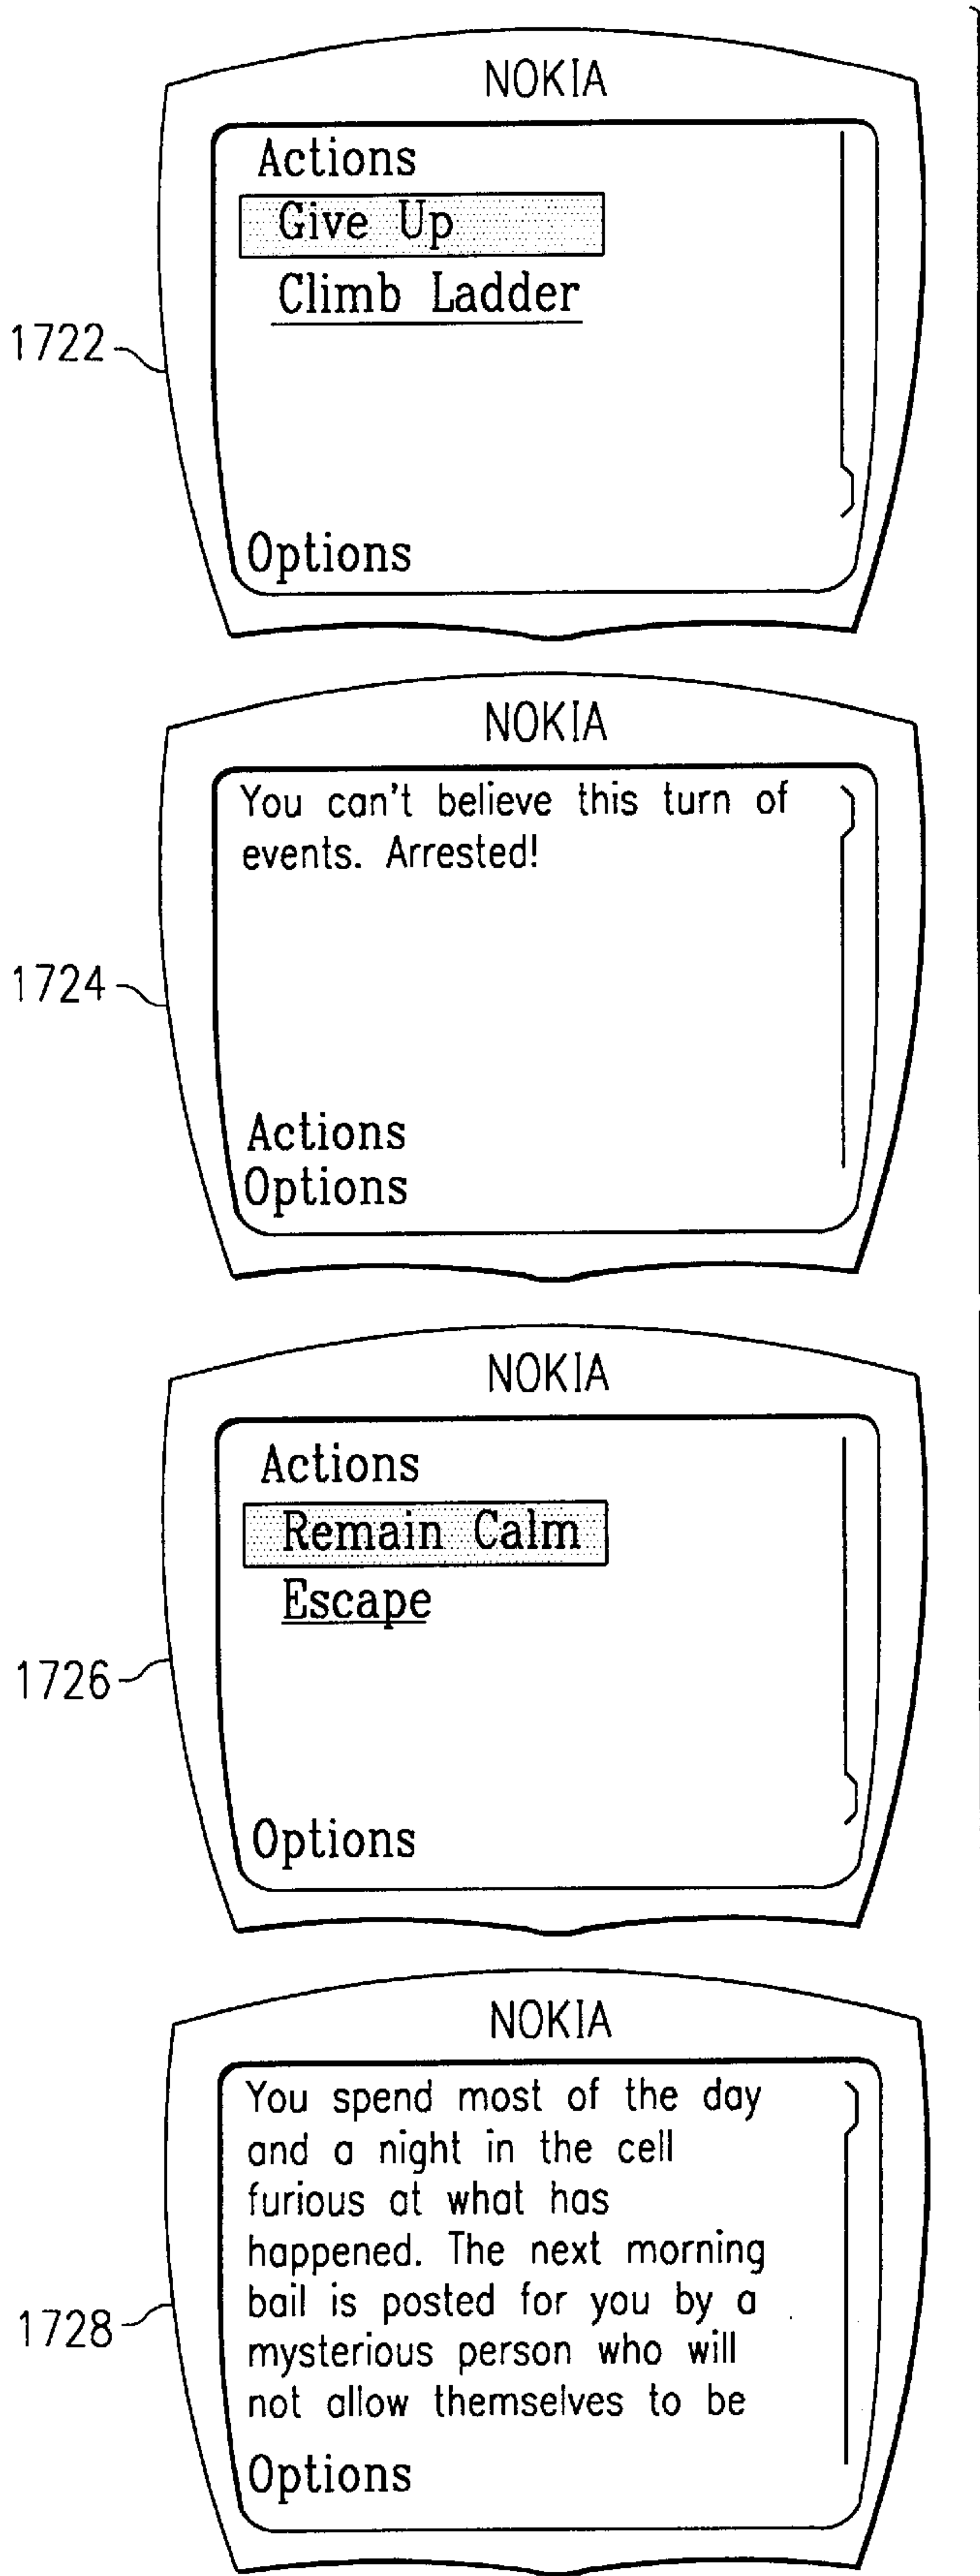 NOKIA
Actions
Give Up
Climb Ladder
1722
Options
NOKIA
You can't believe this turn of
events. Arrested!
1724
Actions
Options
NOKIA
Actions
Remain Calm
Escape
1726
Options
NOKIA
You spend most of the day
and a night in the cell
furious at what has
happened. The next morning
bail is posted for you by a
1728
mysterious person who will
not allow themselves to be
Options